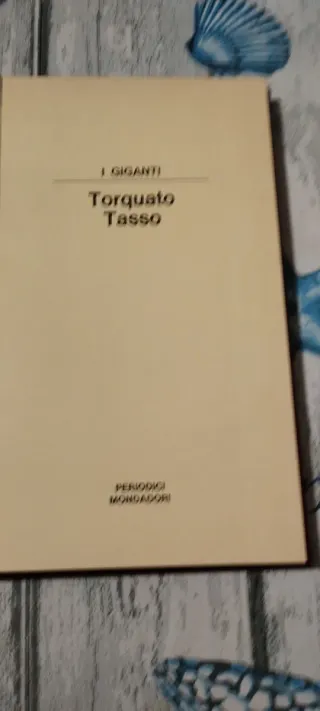 I GIGANTI
Torquato
Tasso
PERIODICI
MONDADORI